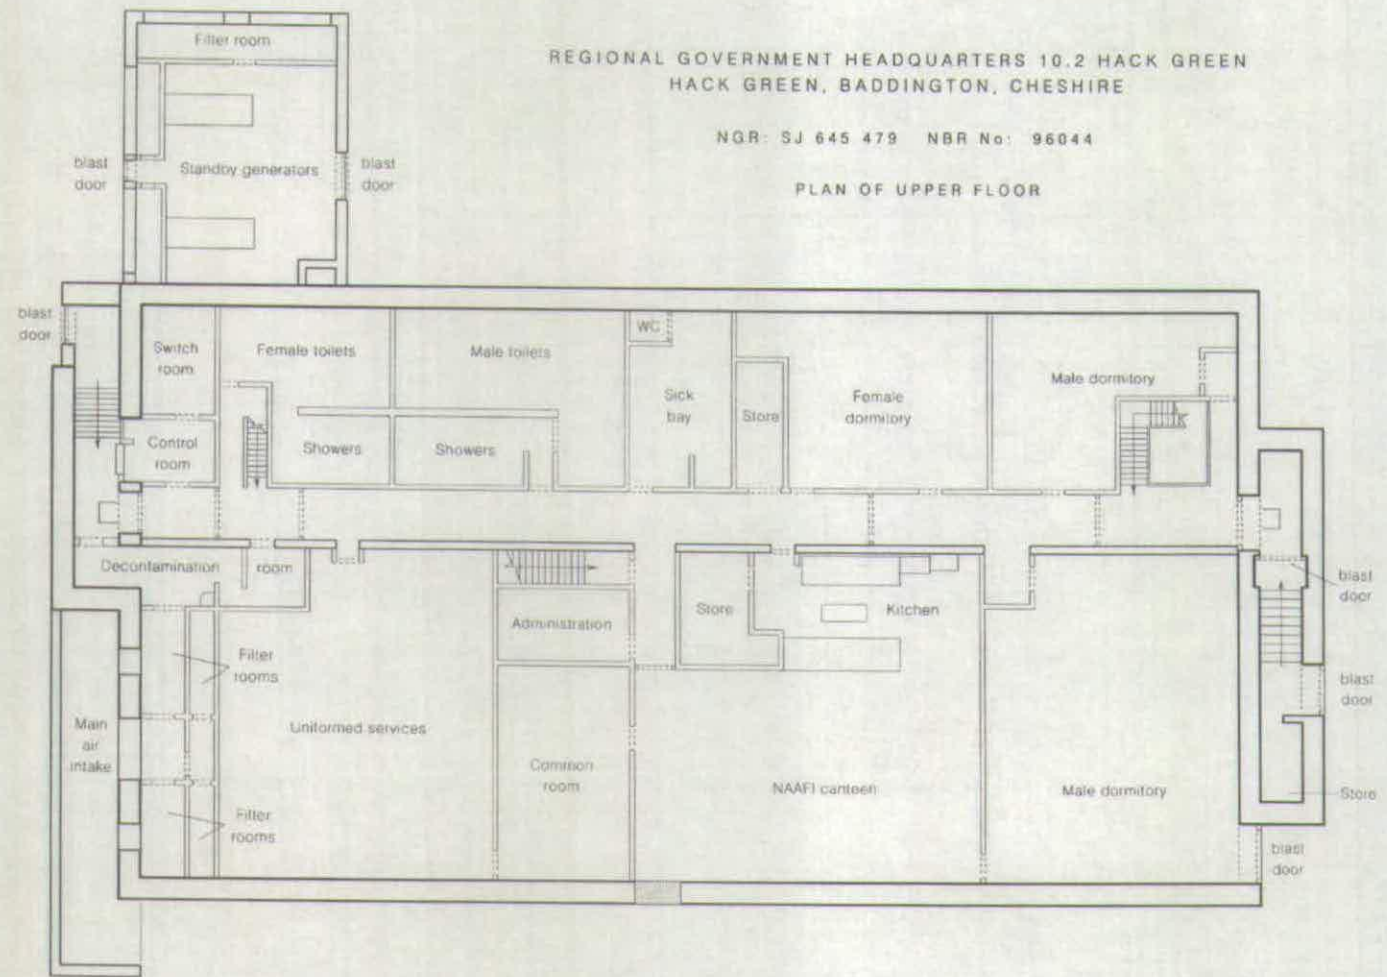 REGIONAL GOVERNMENT HEADQUARTERS 10.2 HACK GREEN
HACK GREEN, BADDINGTON, CHESHIRE
NGR: SJ 645 479 NBR No: 96044
PLAN OF UPPER FLOOR
Filter room
blast
door
Standby generators
blast
door
blast
door
Switch
room
Female toilets
Male toilets
WC
Sick
bay
Store
Female
dormitory
Male dormitory
Control
room
Showers
Showers
Decontamination room
Administration
Store
Kitchen
blast
door
Filter
rooms
Main
air
intake
Uniformed services
Common
room
NAAFI canteen
Male dormitory
blast
door
Store
Filter
rooms
blast
door